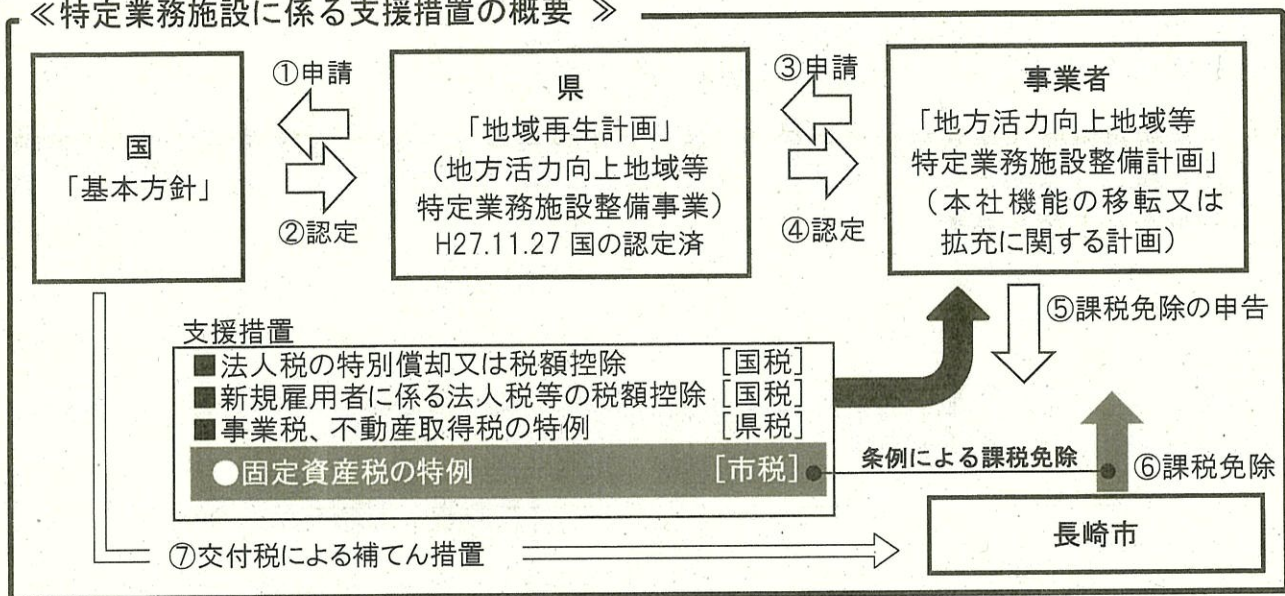 ≪特定業務施設に係る支援措置の概要 ≫
国
「基本方針」
①申請
②認定
県
「地域再生計画」
（地方活力向上地域等
特定業務施設整備事業）
H27.11.27 国の認定済
③申請
④認定
事業者
「地方活力向上地域等
特定業務施設整備計画」
（本社機能の移転又は
拡充に関する計画）
⑤課税免除の申告
支援措置
■法人税の特別償却又は税額控除 ［国税］
■新規雇用者に係る法人税等の税額控除［国税］
■事業税、不動産取得税の特例 ［県税］
●固定資産税の特例 ［市税］
条例による課税免除
⑥課税免除
長崎市
⑦交付税による補てん措置